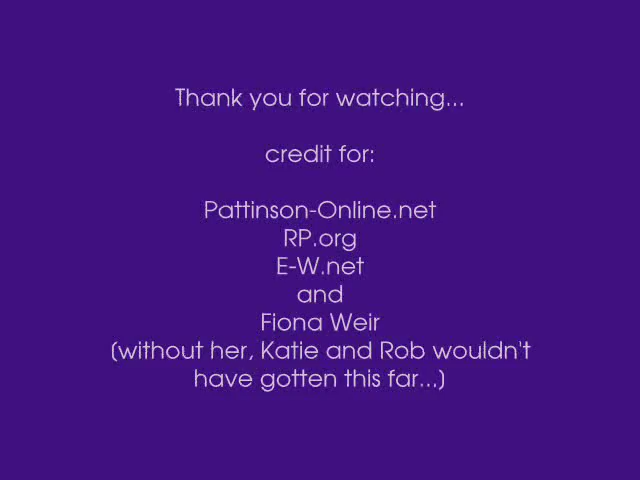 Thank you for watching...
credit for:
Pattinson-Online.net
RP.org
E-W.net
and
Fiona Weir
(without her, Katie and Rob wouldn't
have gotten this far...)